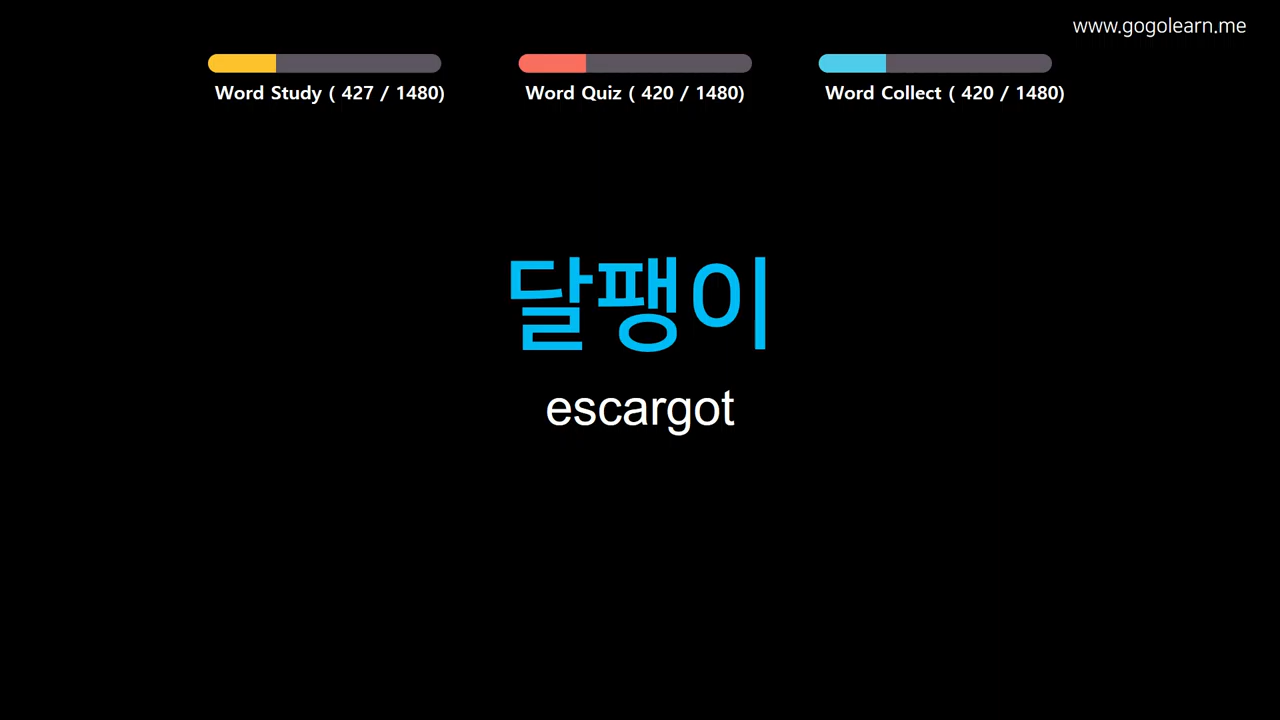 www.gogolearn.me
Word Study ( 427 / 1480)
Word Quiz ( 420 / 1480)
Word Collect ( 420 / 1480)
달팽이
escargot